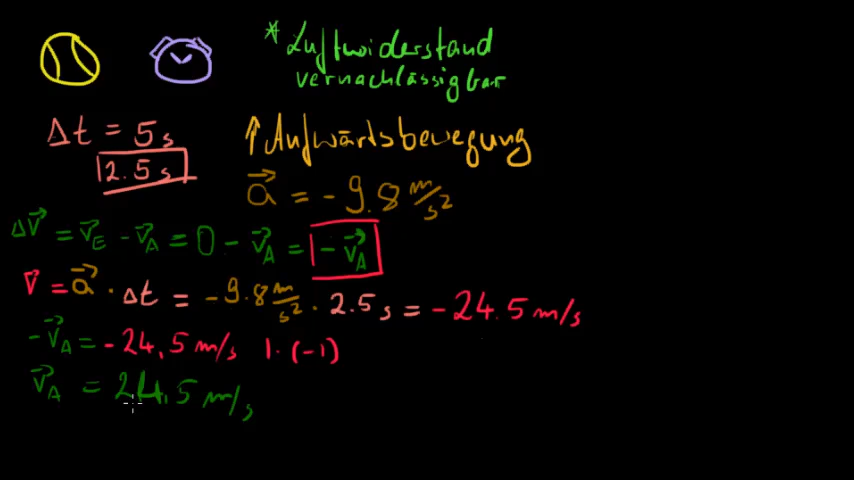 * Luftwiderstand
vernachlässigbar
Δt = 5s
2.5s
↑ Aufwärtsbewegung
a⃗ = -9.8 m/s²
Δv⃗ = v⃗E - v⃗A = 0 - v⃗A = -v⃗A
v⃗ = a⃗ · Δt = -9.8 m/s² · 2.5s = -24.5 m/s
-v⃗A = -24,5 m/s | · (-1)
v⃗A = 24,5 m/s